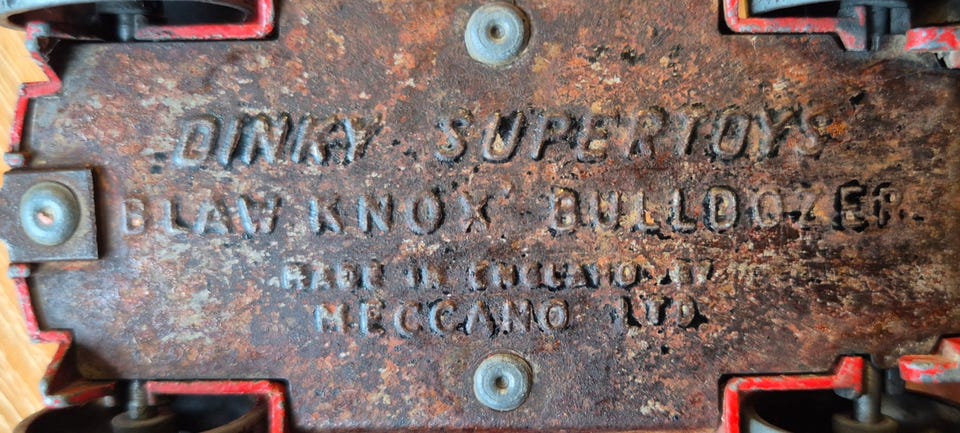 DINKY SUPERTOYS
BLAW KNOX BULLDOZER
MADE IN ENGLAND BY
MECCANO LTD.